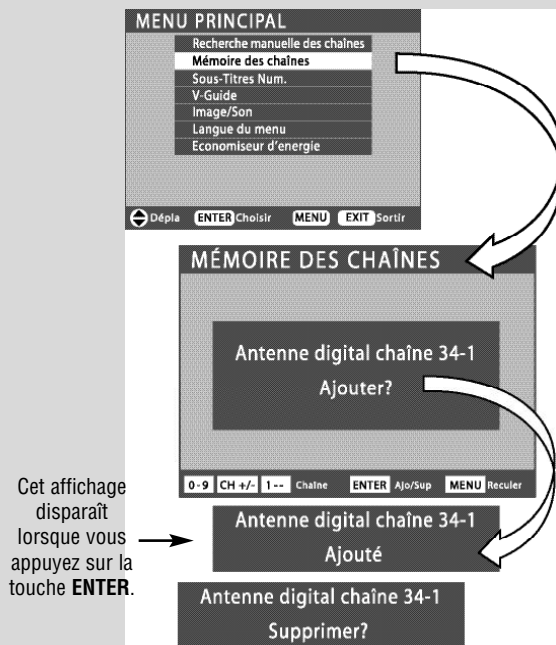 MENU PRINCIPAL
Recherche manuelle des chaînes
Mémoire des chaînes
Sous-Titres Num.
V-Guide
Image/Son
Langue du menu
Economiseur d'energie
Dépla ENTER Choisir MENU EXIT Sortir
MÉMOIRE DES CHAÎNES
Antenne digital chaîne 34-1
Ajouter?
0-9 CH +/- 1-- Chaîne ENTER Ajo/Sup MENU Reculer
Cet affichage
disparaît
lorsque vous
appuyez sur la
touche ENTER.
Antenne digital chaîne 34-1
Ajouté
Antenne digital chaîne 34-1
Supprimer?